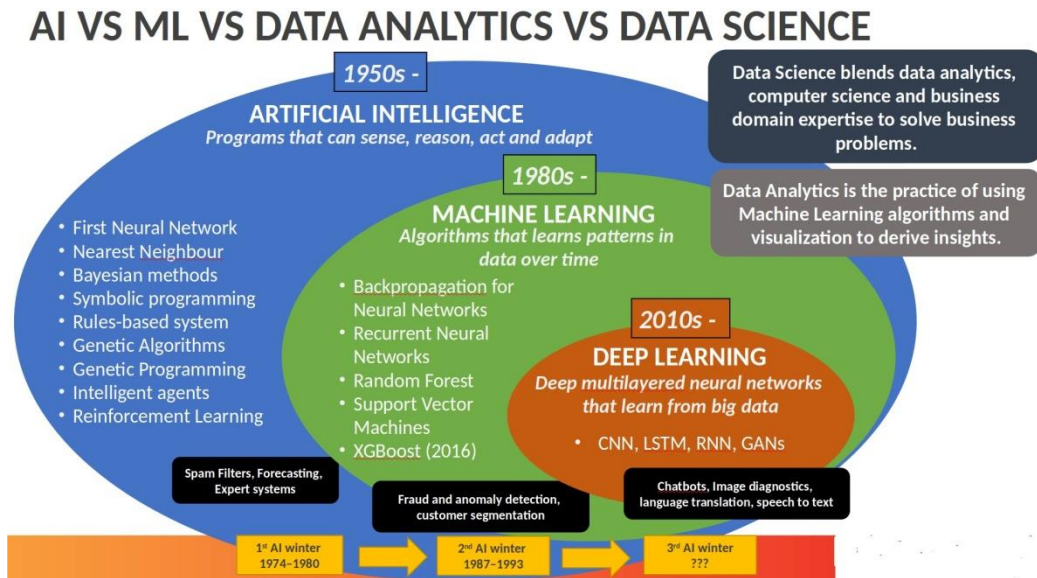 AI VS ML VS DATA ANALYTICS VS DATA SCIENCE
1950s -
ARTIFICIAL INTELLIGENCE
Programs that can sense, reason, act and adapt
Data Science blends data analytics,
computer science and business
domain expertise to solve business
problems.
Data Analytics is the practice of using
Machine Learning algorithms and
visualization to derive insights.
• First Neural Network
• Nearest Neighbour
• Bayesian methods
• Symbolic programming
• Rules-based system
• Genetic Algorithms
• Genetic Programming
• Intelligent agents
• Reinforcement Learning
1980s -
MACHINE LEARNING
Algorithms that learns patterns in
data over time
• Backpropagation for
Neural Networks
• Recurrent Neural
Networks
• Random Forest
• Support Vector
Machines
• XGBoost (2016)
2010s -
DEEP LEARNING
Deep multilayered neural networks
that learn from big data
• CNN, LSTM, RNN, GANs
Spam Filters, Forecasting,
Expert systems
Fraud and anomaly detection,
customer segmentation
Chatbots, Image diagnostics,
language translation, speech to text
1st AI winter
1974–1980
2nd AI winter
1987–1993
3rd AI winter
???